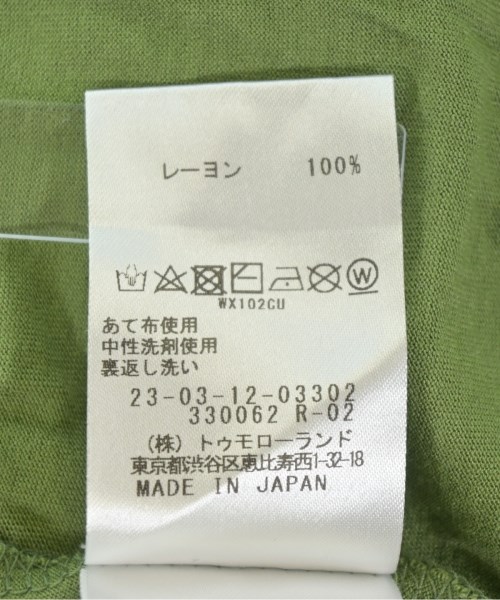 レーヨン 100%
W
WX102CU
あて布使用
中性洗剤使用
裏返し洗い
23-03-12-03302
330062 R-02
(株)トゥモローランド
東京都渋谷区恵比寿西1-32-18
MADE IN JAPAN